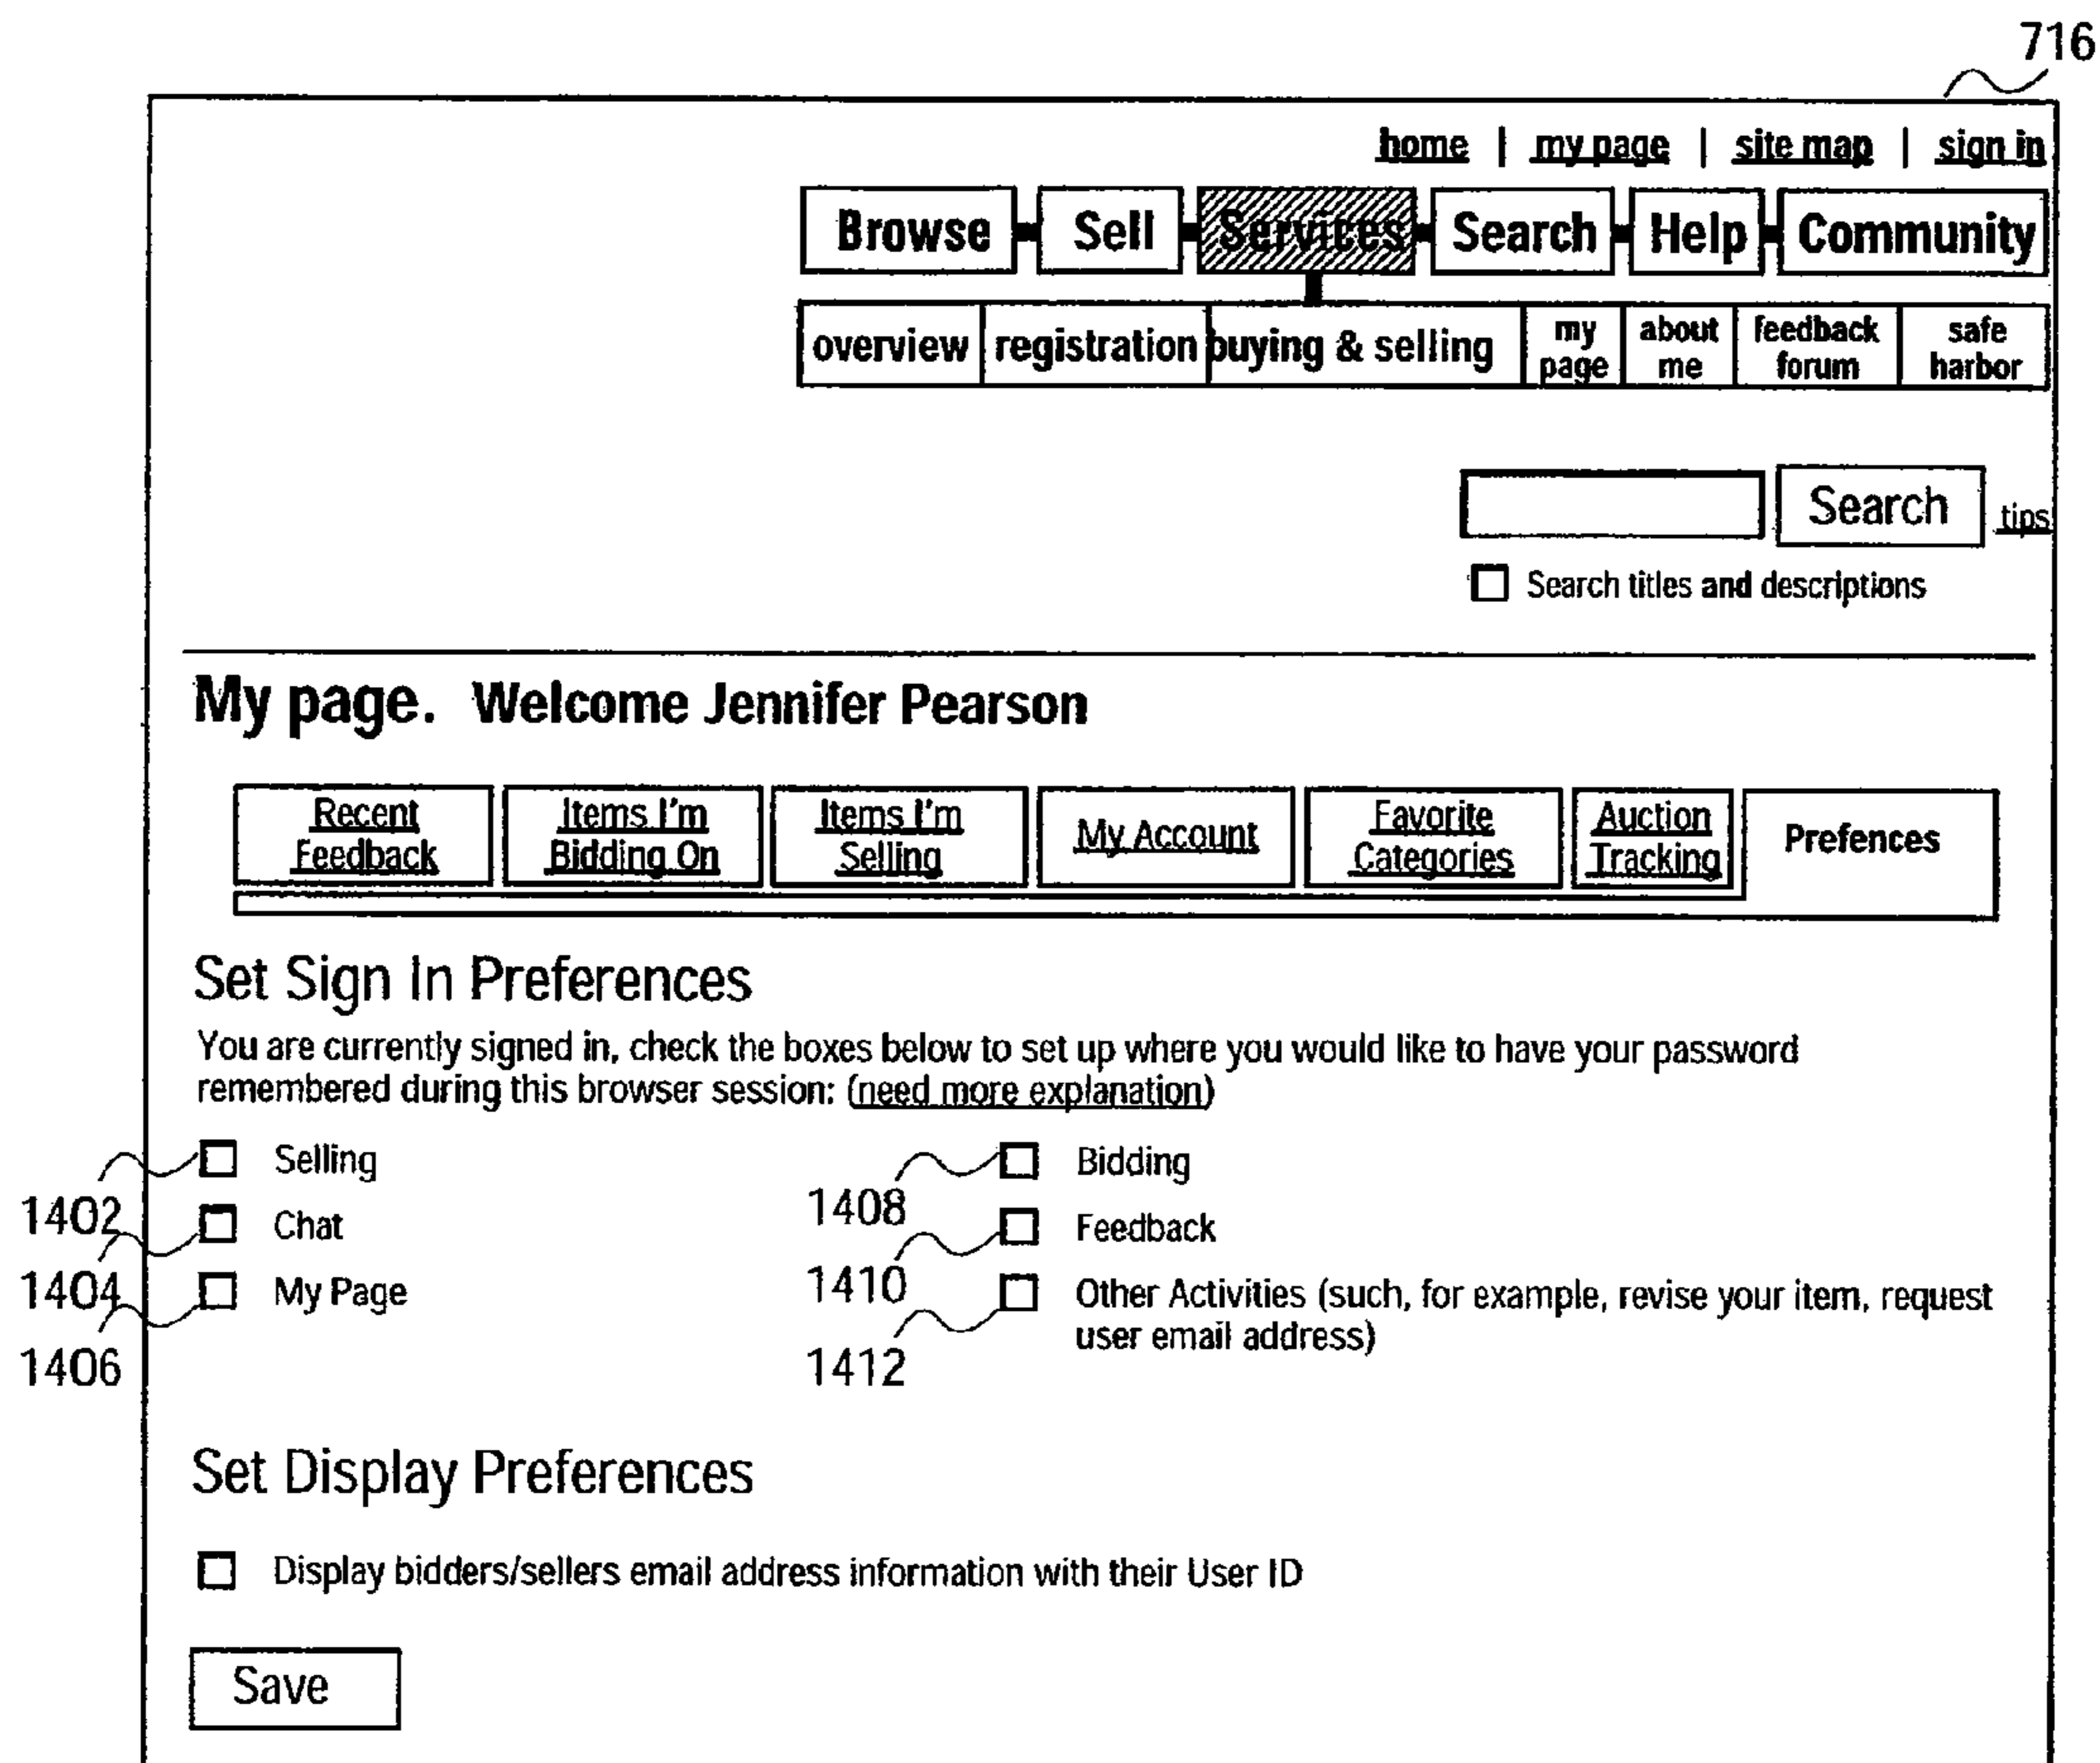 716
home | my page | site map | sign in
Browse Sell Services Search Help Community
overview registration buying & selling my page about me feedback forum safe harbor
Search tips
Search titles and descriptions
My page. Welcome Jennifer Pearson
Recent Feedback Items I'm Bidding On Items I'm Selling My Account Favorite Categories Auction Tracking Prefences
Set Sign In Preferences
You are currently signed in, check the boxes below to set up where you would like to have your password
remembered during this browser session: (need more explanation)
Selling Bidding
1402 1408
Chat Feedback
1404 1410
My Page Other Activities (such, for example, revise your item, request
user email address)
1406 1412
Set Display Preferences
Display bidders/sellers email address information with their User ID
Save